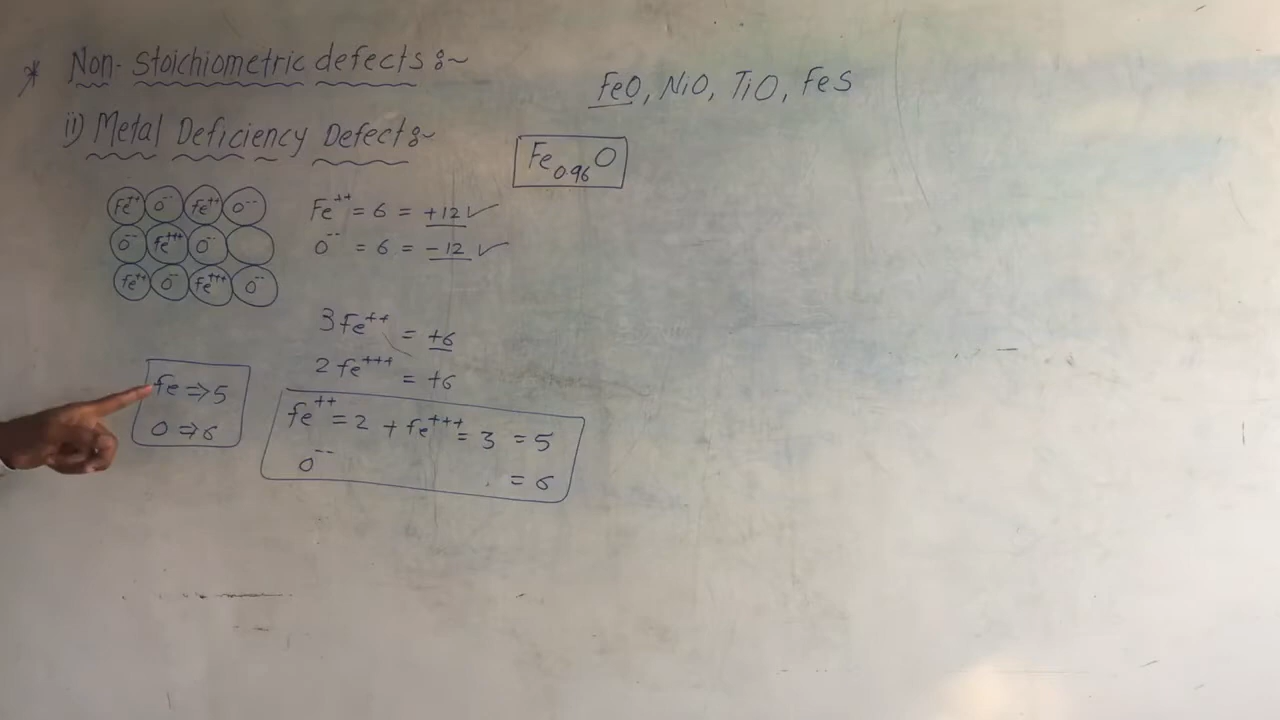 * Non-Stoichiometric defects :~
FeO, NiO, TiO, FeS
ii) Metal Deficiency Defect :~
Fe0.96O
Fe++ O-- Fe++ O--
O-- Fe+++ O--
Fe++ O-- Fe+++ O--
Fe++ = 6 = +12 ✓
O-- = 6 = -12 ✓
3Fe++ = +6
2Fe+++ = +6
Fe ⇒ 5
O ⇒ 6
Fe++ = 2 + Fe+++ = 3 = 5
O-- = 6